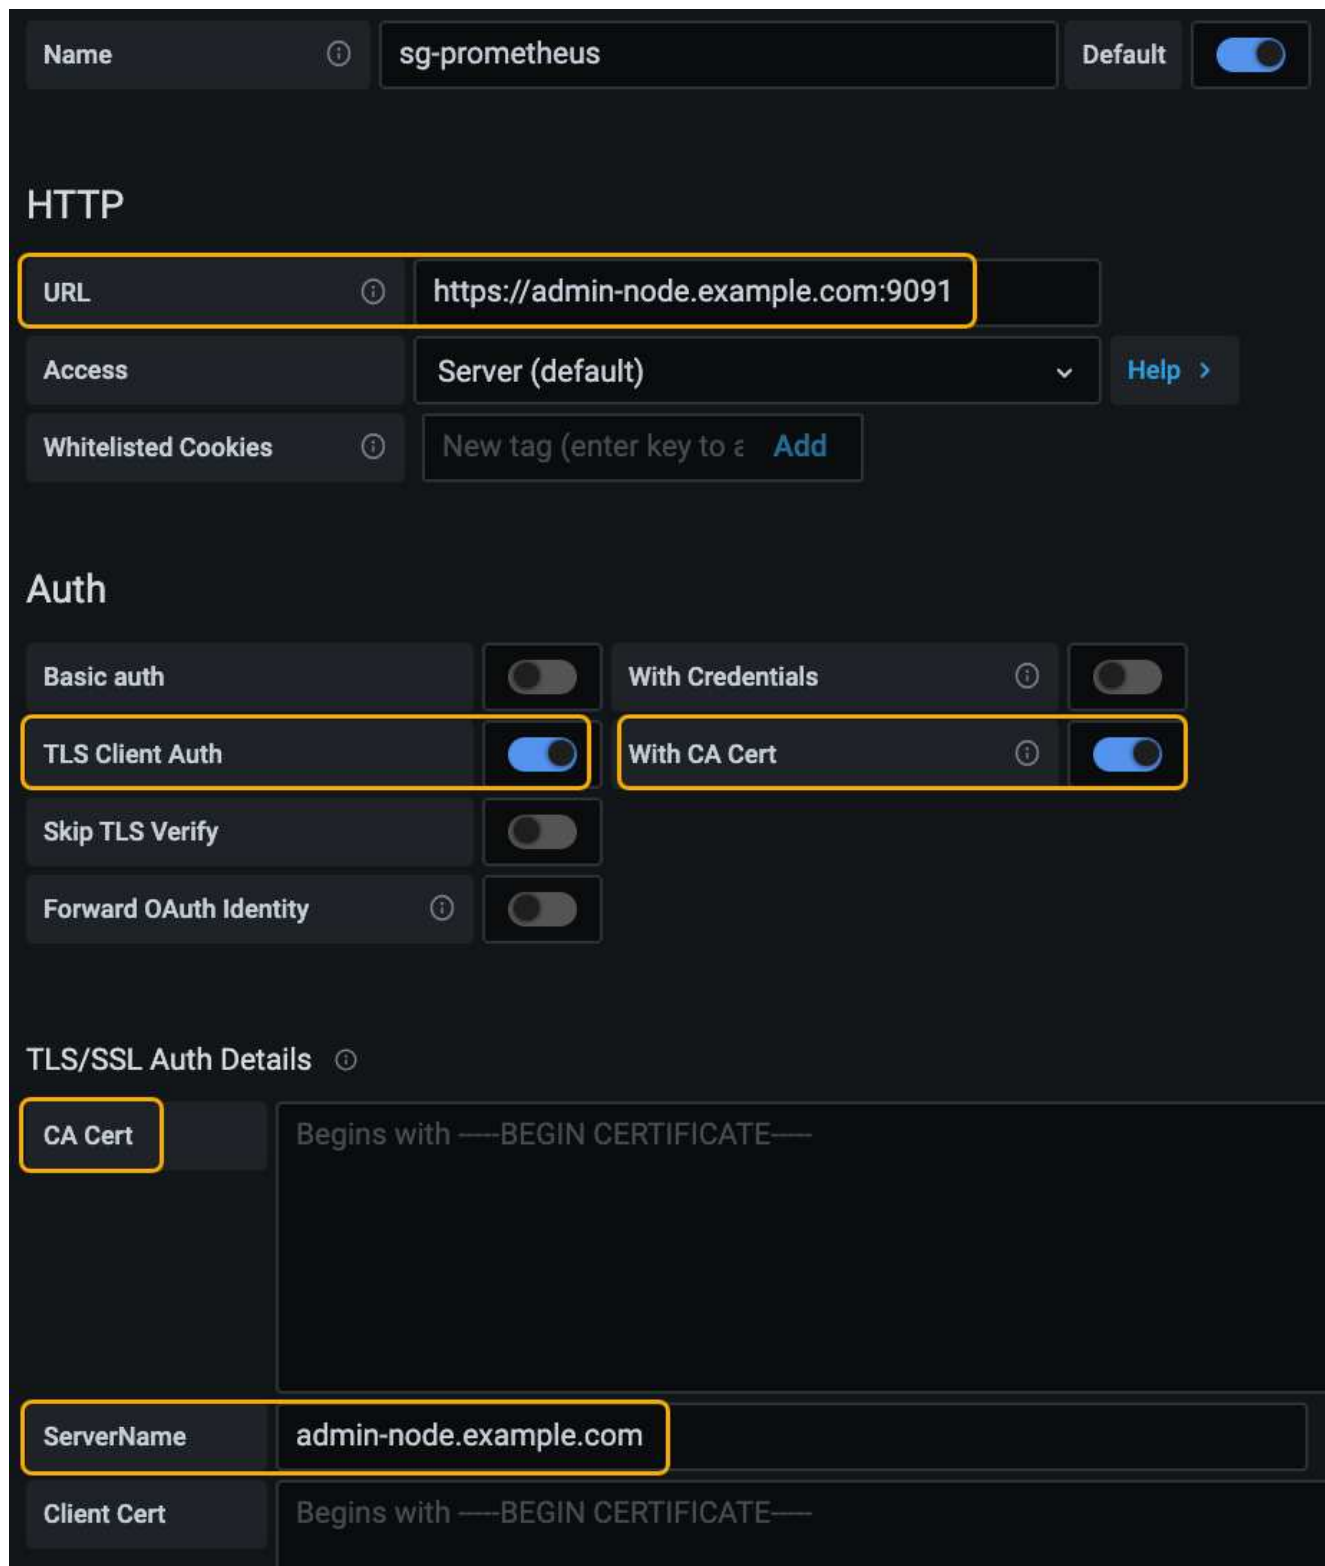 Name sg-prometheus Default
HTTP
URL https://admin-node.example.com:9091
Access Server (default) Help >
Whitelisted Cookies New tag (enter key to a Add
Auth
Basic auth With Credentials
TLS Client Auth With CA Cert
Skip TLS Verify
Forward OAuth Identity
TLS/SSL Auth Details
CA Cert Begins with -----BEGIN CERTIFICATE-----
ServerName admin-node.example.com
Client Cert Begins with -----BEGIN CERTIFICATE-----